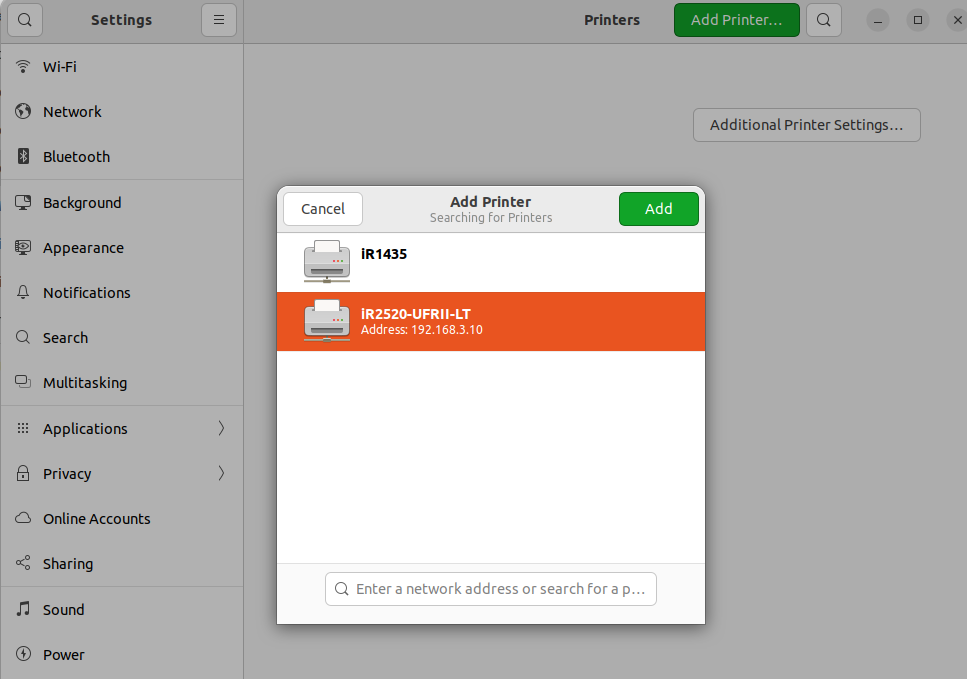 Settings
Printers
Add Printer...
Wi-Fi
Network
Bluetooth
Background
Appearance
Notifications
Search
Multitasking
Applications
Privacy
Online Accounts
Sharing
Sound
Power
Additional Printer Settings...
Cancel
Add Printer
Searching for Printers
Add
iR1435
iR2520-UFRII-LT
Address: 192.168.3.10
Enter a network address or search for a p...